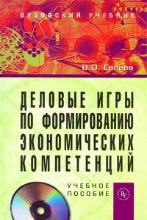 ВУЗОВСКИЙ УЧЕБНИК
В.О. Евсеев
ДЕЛОВЫЕ ИГРЫ
ПО ФОРМИРОВАНИЮ
ЭКОНОМИЧЕСКИХ
КОМПЕТЕНЦИЙ
УЧЕБНОЕ
ПОСОБИЕ